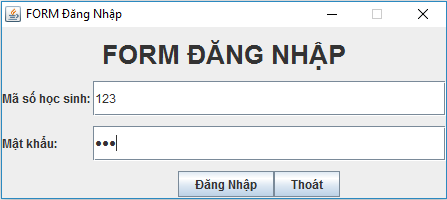 FORM Đăng Nhập
FORM ĐĂNG NHẬP
Mã số học sinh: 123
Mật khẩu: •••
Đăng Nhập Thoát